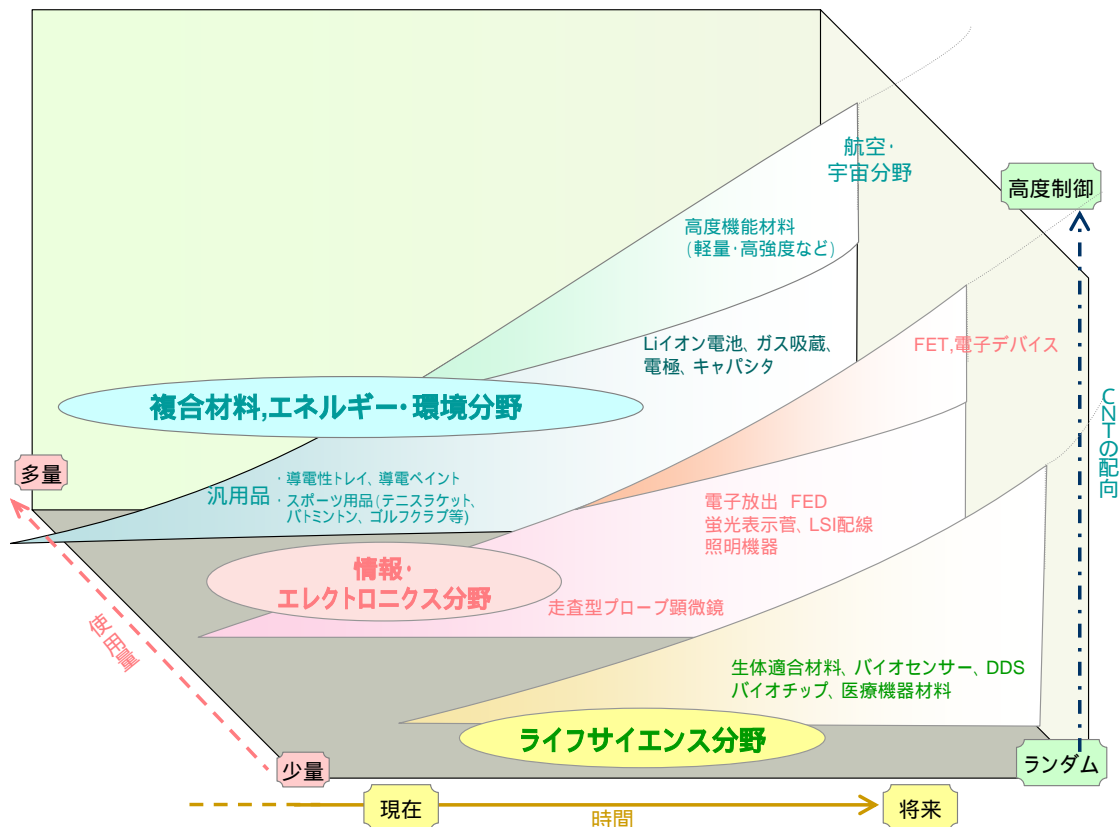 航空・
宇宙分野
高度制御
高度機能材料
(軽量・高強度など)
Liイオン電池、ガス吸蔵、
電極、キャパシタ
FET,電子デバイス
CNTの配向
複合材料,エネルギー・環境分野
多量
汎用品
・導電性トレイ、導電ペイント
・スポーツ用品(テニスラケット、
バトミントン、ゴルフクラブ等)
電子放出 FED
蛍光表示菅、LSI配線
照明機器
情報・
エレクトロニクス分野
走査型プローブ顕微鏡
使用量
生体適合材料、バイオセンサー、DDS
バイオチップ、医療機器材料
ライフサイエンス分野
少量
ランダム
現在
時間
将来